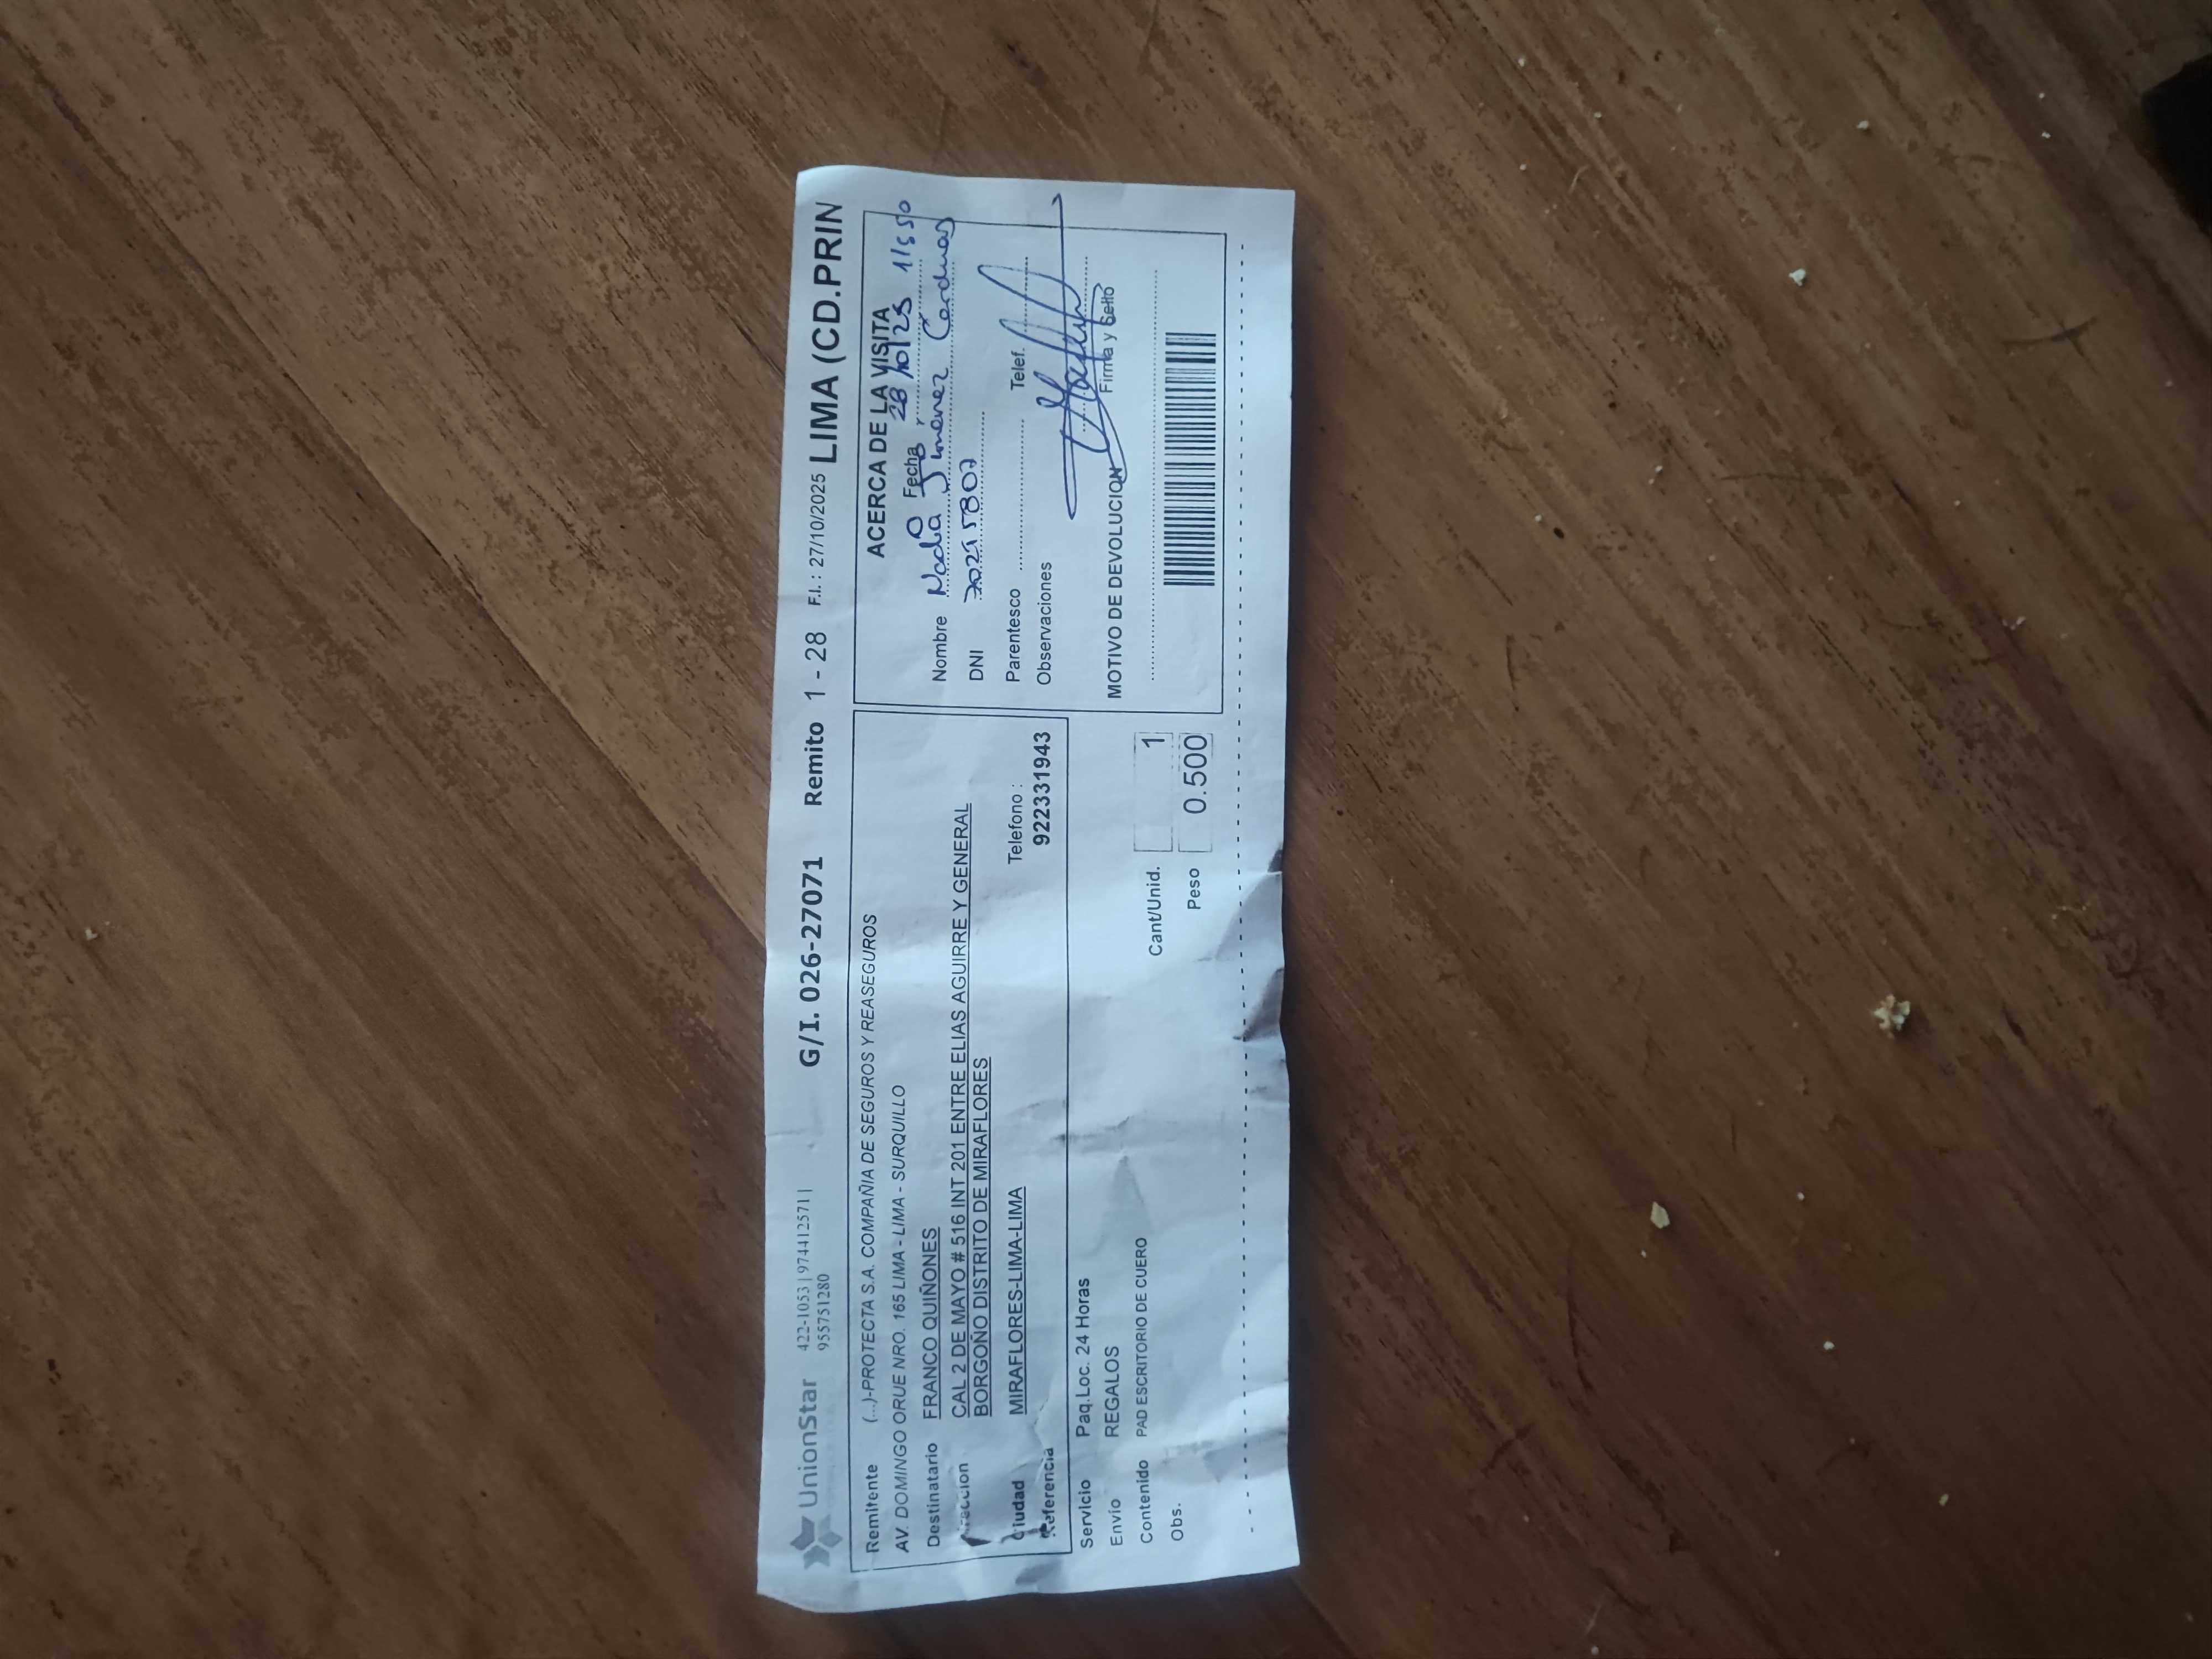 UnionStar 422-1053 | 974412571 | 955751280 G/I. 026-27071 Remito 1 - 28 F.I. : 27/10/2025 LIMA (CD.PRIN
Remitente (...)-PROTECTA S.A. COMPAÑIA DE SEGUROS Y REASEGUROS
AV. DOMINGO ORUE NRO. 165 LIMA - LIMA - SURQUILLO
Destinatario FRANCO QUIÑONES
CAL 2 DE MAYO # 516 INT 201 ENTRE ELIAS AGUIRRE Y GENERAL
BORGOÑO DISTRITO DE MIRAFLORES
Ciudad MIRAFLORES-LIMA-LIMA Telefono :
Referencia 922331943
Servicio Paq.Loc. 24 Horas
Envío REGALOS
Contenido PAD ESCRITORIO DE CUERO
Obs.
Cant/Unid. 1
Peso 0.500
ACERCA DE LA VISITA
Fecha 28/10/25
Nombre Nadia Jimenez
DNI
Parentesco Telef.
Observaciones
Firma y Sello
MOTIVO DE DEVOLUCION